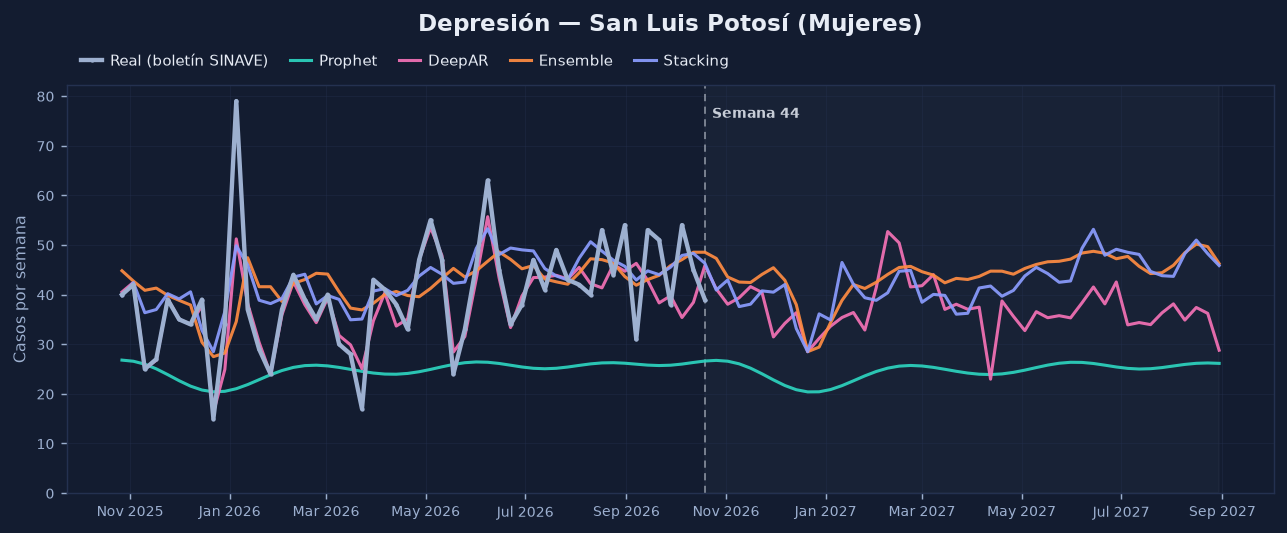 Depresión — San Luis Potosí (Mujeres)
Real (boletín SINAVE) Prophet DeepAR Ensemble Stacking
Casos por semana
80
70
60
50
40
30
20
10
0
Semana 44
Nov 2025 Jan 2026 Mar 2026 May 2026 Jul 2026 Sep 2026 Nov 2026 Jan 2027 Mar 2027 May 2027 Jul 2027 Sep 2027